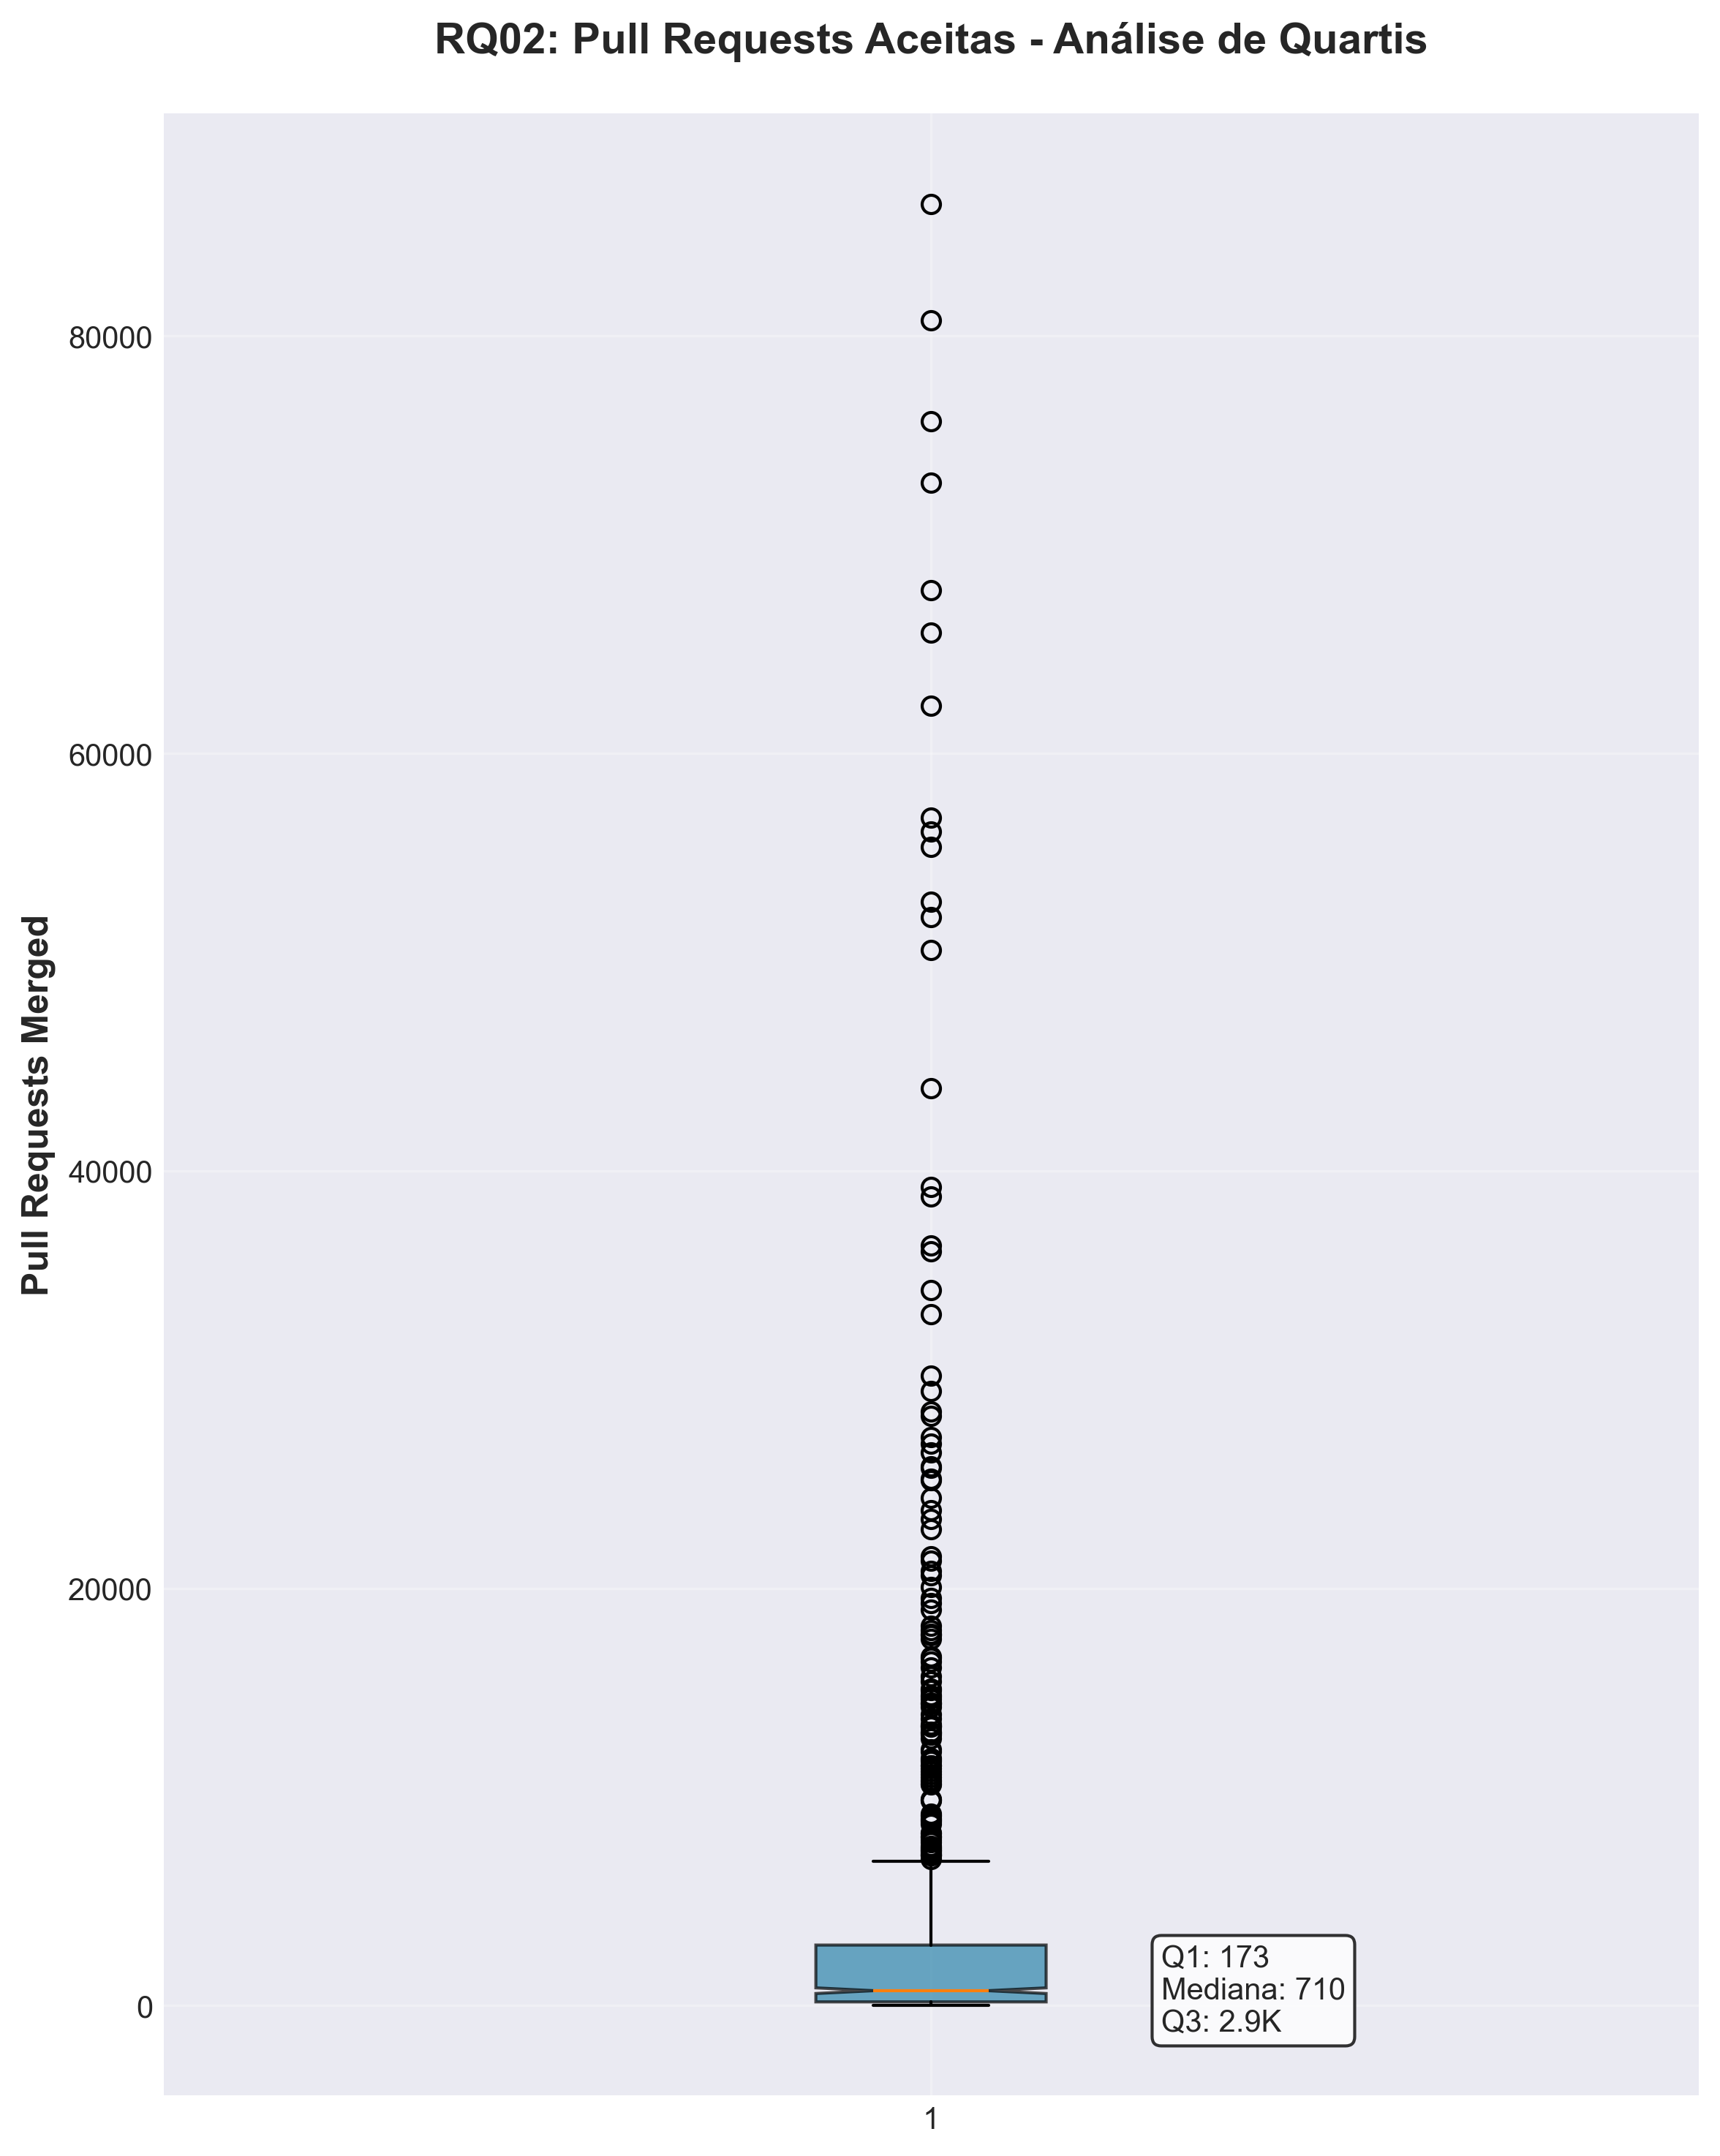 RQ02: Pull Requests Aceitas - Análise de Quartis
Pull Requests Merged
80000
60000
40000
20000
0
Q1: 173
Mediana: 710
Q3: 2.9K
1